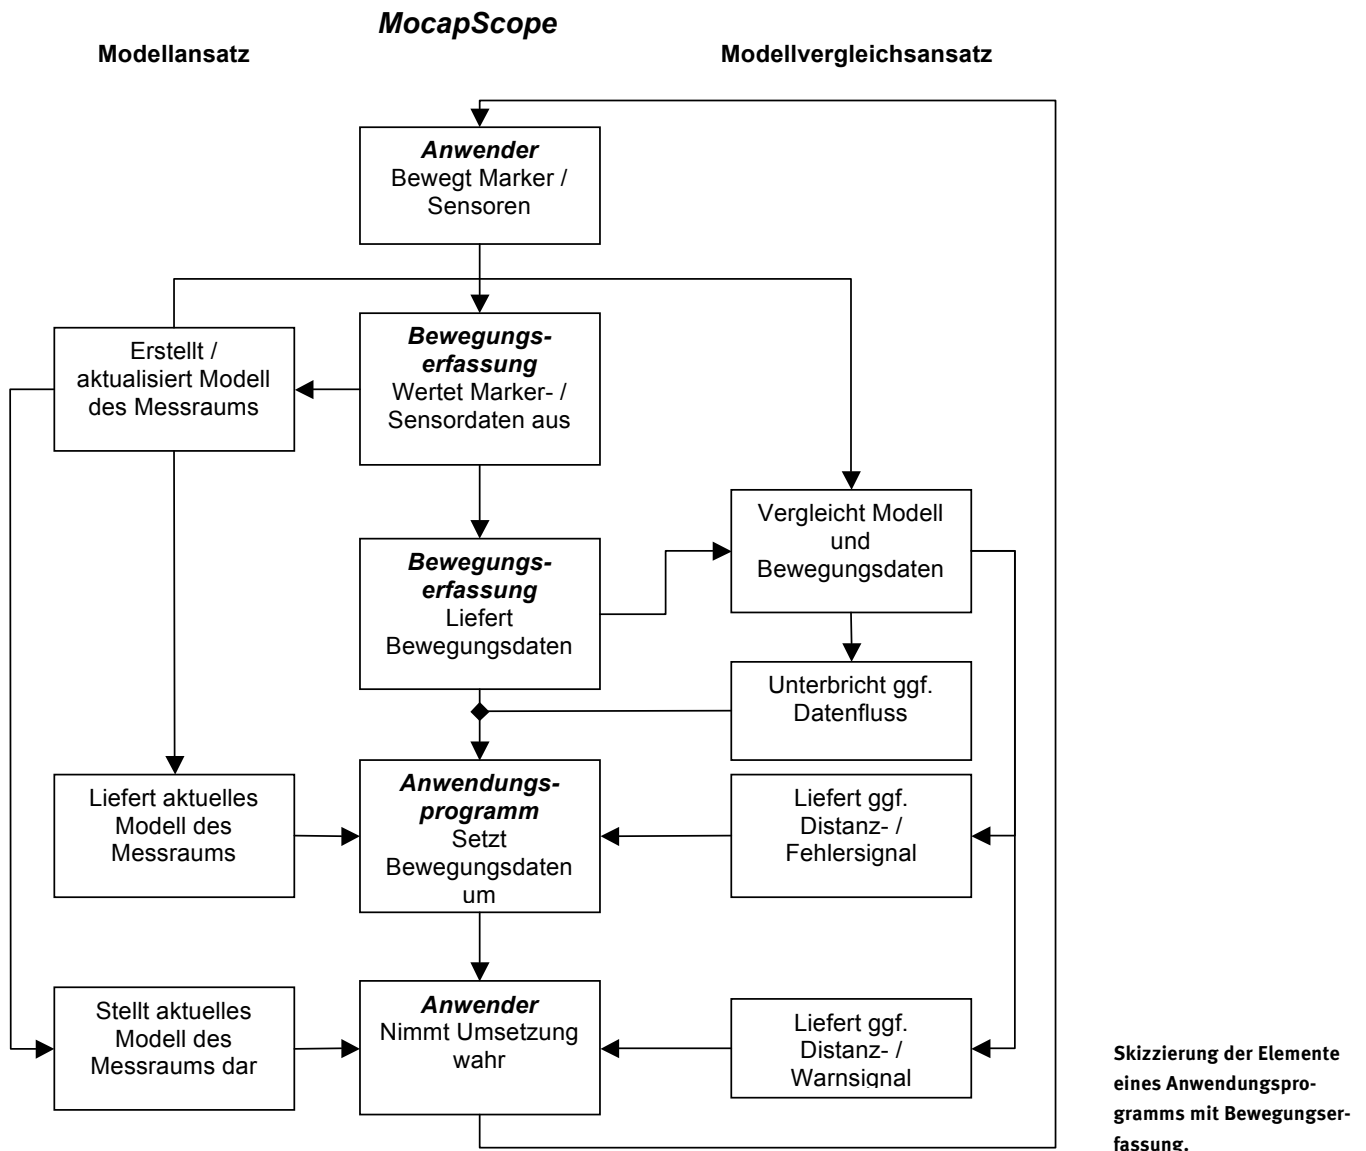 MocapScope
Modellansatz
Modellvergleichsansatz
Anwender
Bewegt Marker /
Sensoren
Bewegungs-
erfassung
Wertet Marker- /
Sensordaten aus
Erstellt /
aktualisiert Modell
des Messraums
Bewegungs-
erfassung
Liefert
Bewegungsdaten
Vergleicht Modell
und
Bewegungsdaten
Unterbricht ggf.
Datenfluss
Liefert aktuelles
Modell des
Messraums
Anwendungs-
programm
Setzt
Bewegungsdaten
um
Liefert ggf.
Distanz- /
Fehlersignal
Stellt aktuelles
Modell des
Messraums dar
Anwender
Nimmt Umsetzung
wahr
Liefert ggf.
Distanz- /
Warnsignal
Skizzierung der Elemente
eines Anwendungspro-
gramms mit Bewegungser-
fassung.